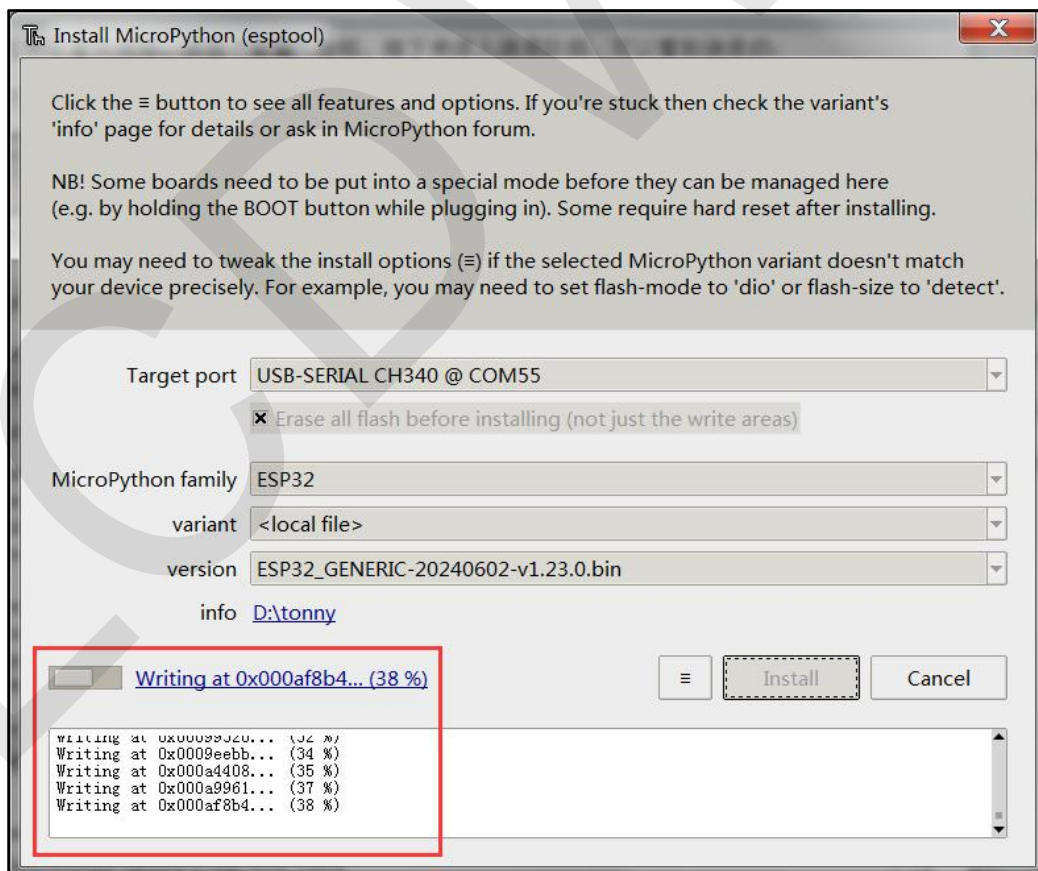 Install MicroPython (esptool)
Click the ≡ button to see all features and options. If you're stuck then check the variant's
'info' page for details or ask in MicroPython forum.
NB! Some boards need to be put into a special mode before they can be managed here
(e.g. by holding the BOOT button while plugging in). Some require hard reset after installing.
You may need to tweak the install options (≡) if the selected MicroPython variant doesn't match
your device precisely. For example, you may need to set flash-mode to 'dio' or flash-size to 'detect'.
Target port USB-SERIAL CH340 @ COM55
Erase all flash before installing (not just the write areas)
MicroPython family ESP32
variant <local file>
version ESP32_GENERIC-20240602-v1.23.0.bin
info D:\tonny
Writing at 0x000af8b4... (38 %) ≡ Install Cancel
Writing at 0x00099520... (32 %)
Writing at 0x0009eebb... (34 %)
Writing at 0x000a4408... (35 %)
Writing at 0x000a9961... (37 %)
Writing at 0x000af8b4... (38 %)